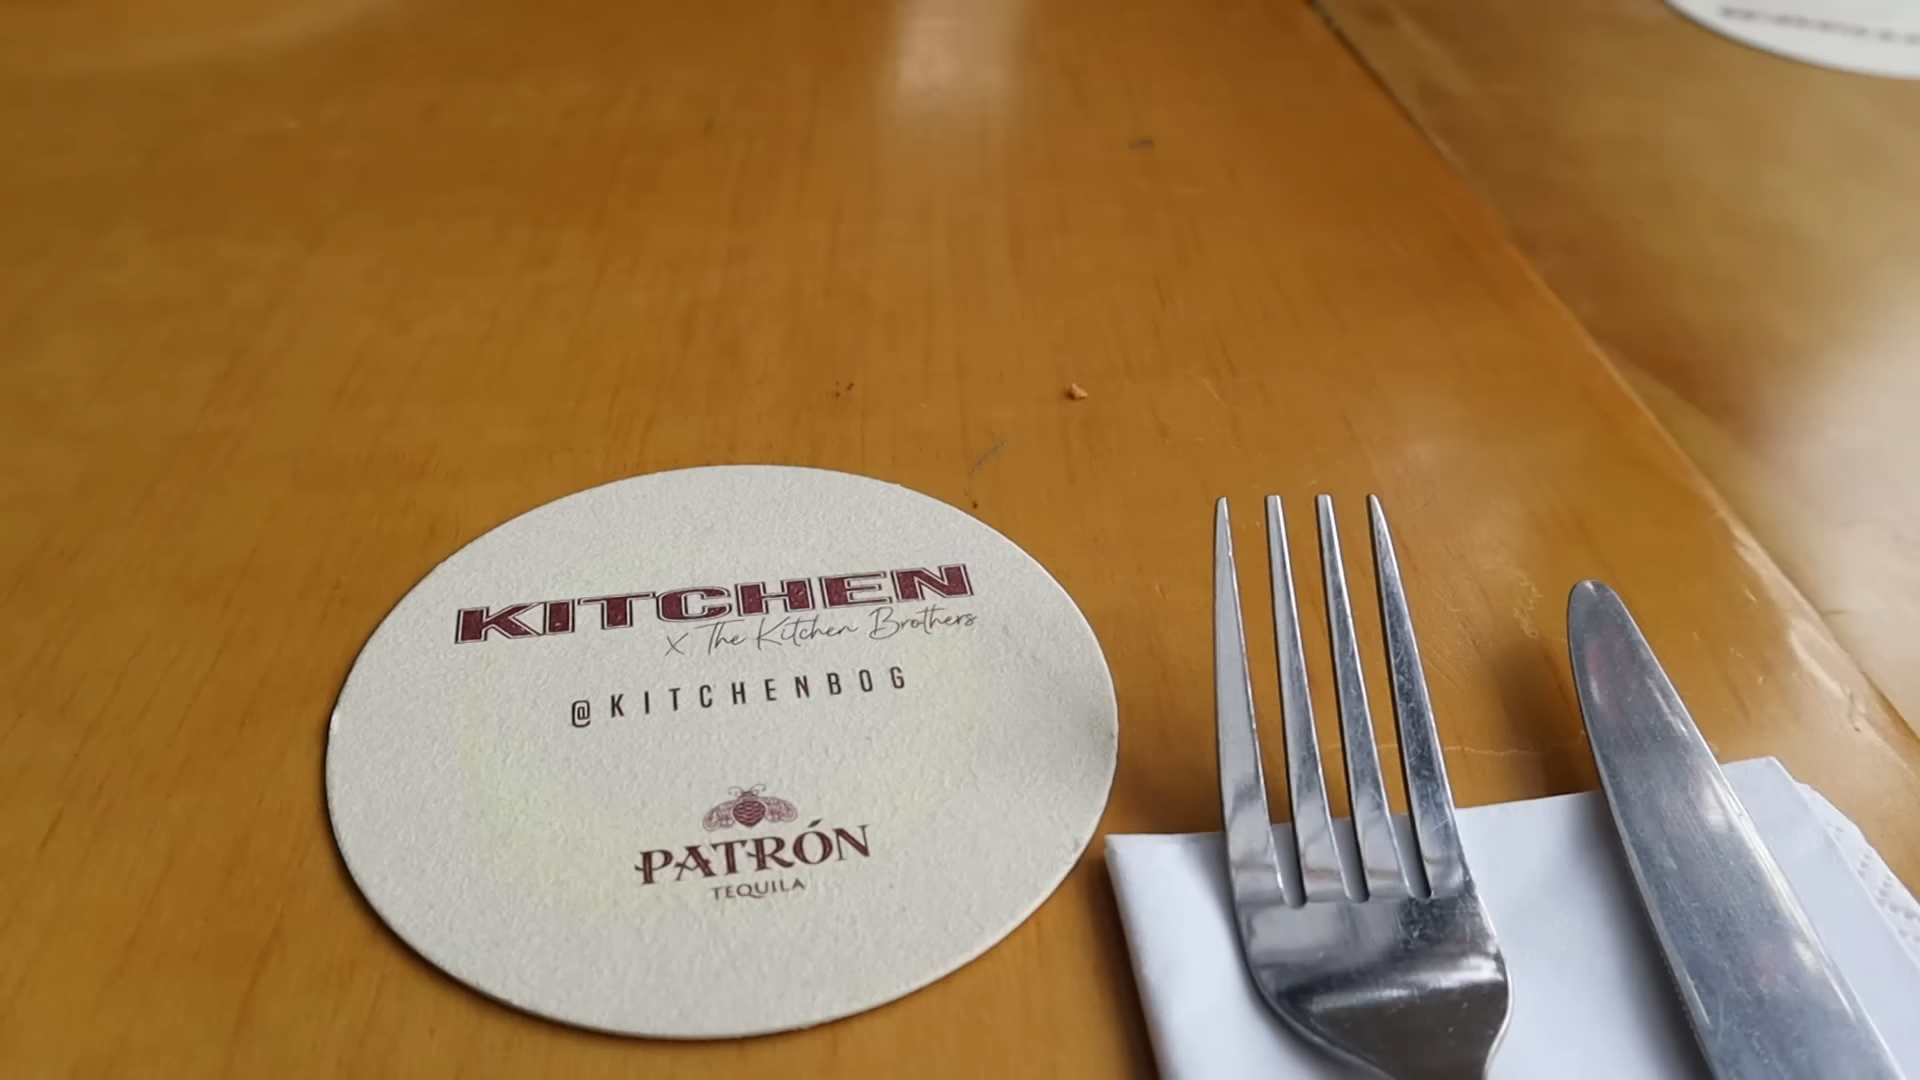 KITCHEN
x The Kitchen Brothers
@KITCHENBOG
PATRÓN
TEQUILA